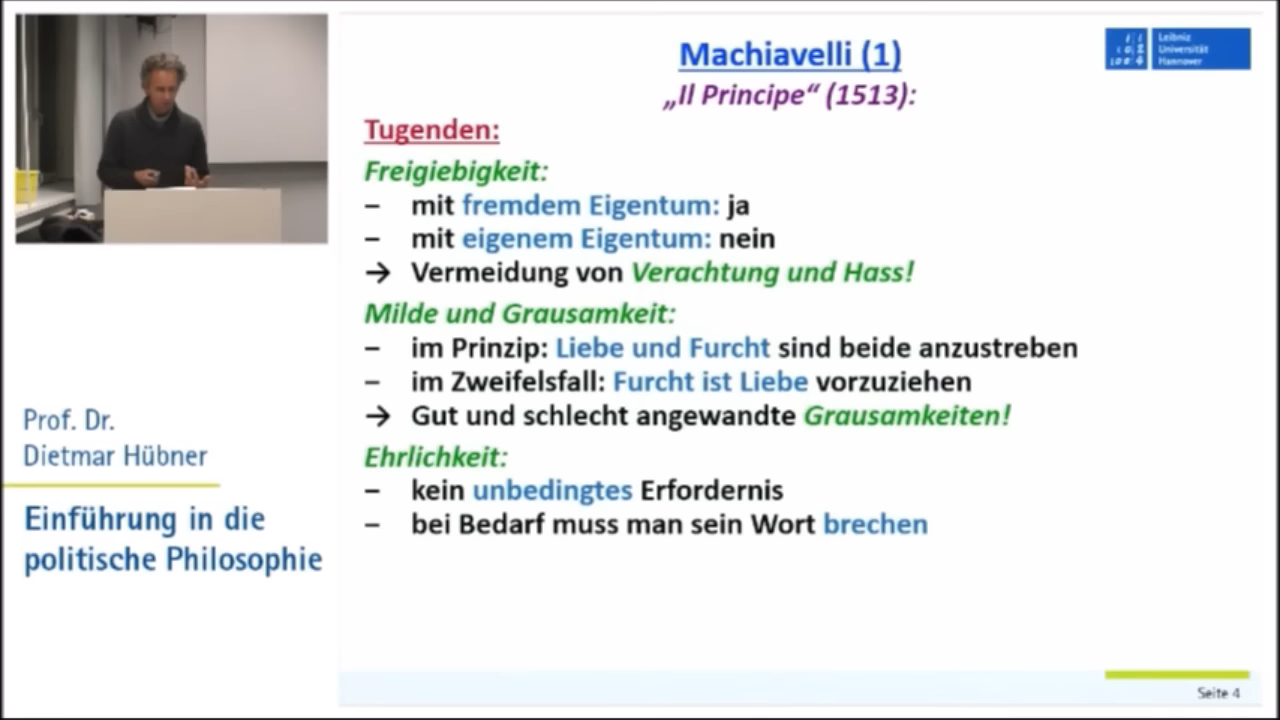 Machiavelli (1)
„Il Principe“ (1513):
Tugenden:
Freigiebigkeit:
– mit fremdem Eigentum: ja
– mit eigenem Eigentum: nein
→ Vermeidung von Verachtung und Hass!
Milde und Grausamkeit:
– im Prinzip: Liebe und Furcht sind beide anzustreben
– im Zweifelsfall: Furcht ist Liebe vorzuziehen
→ Gut und schlecht angewandte Grausamkeiten!
Ehrlichkeit:
– kein unbedingtes Erfordernis
– bei Bedarf muss man sein Wort brechen
Leibniz
Universität
Hannover
Prof. Dr.
Dietmar Hübner
Einführung in die
politische Philosophie
Seite 4